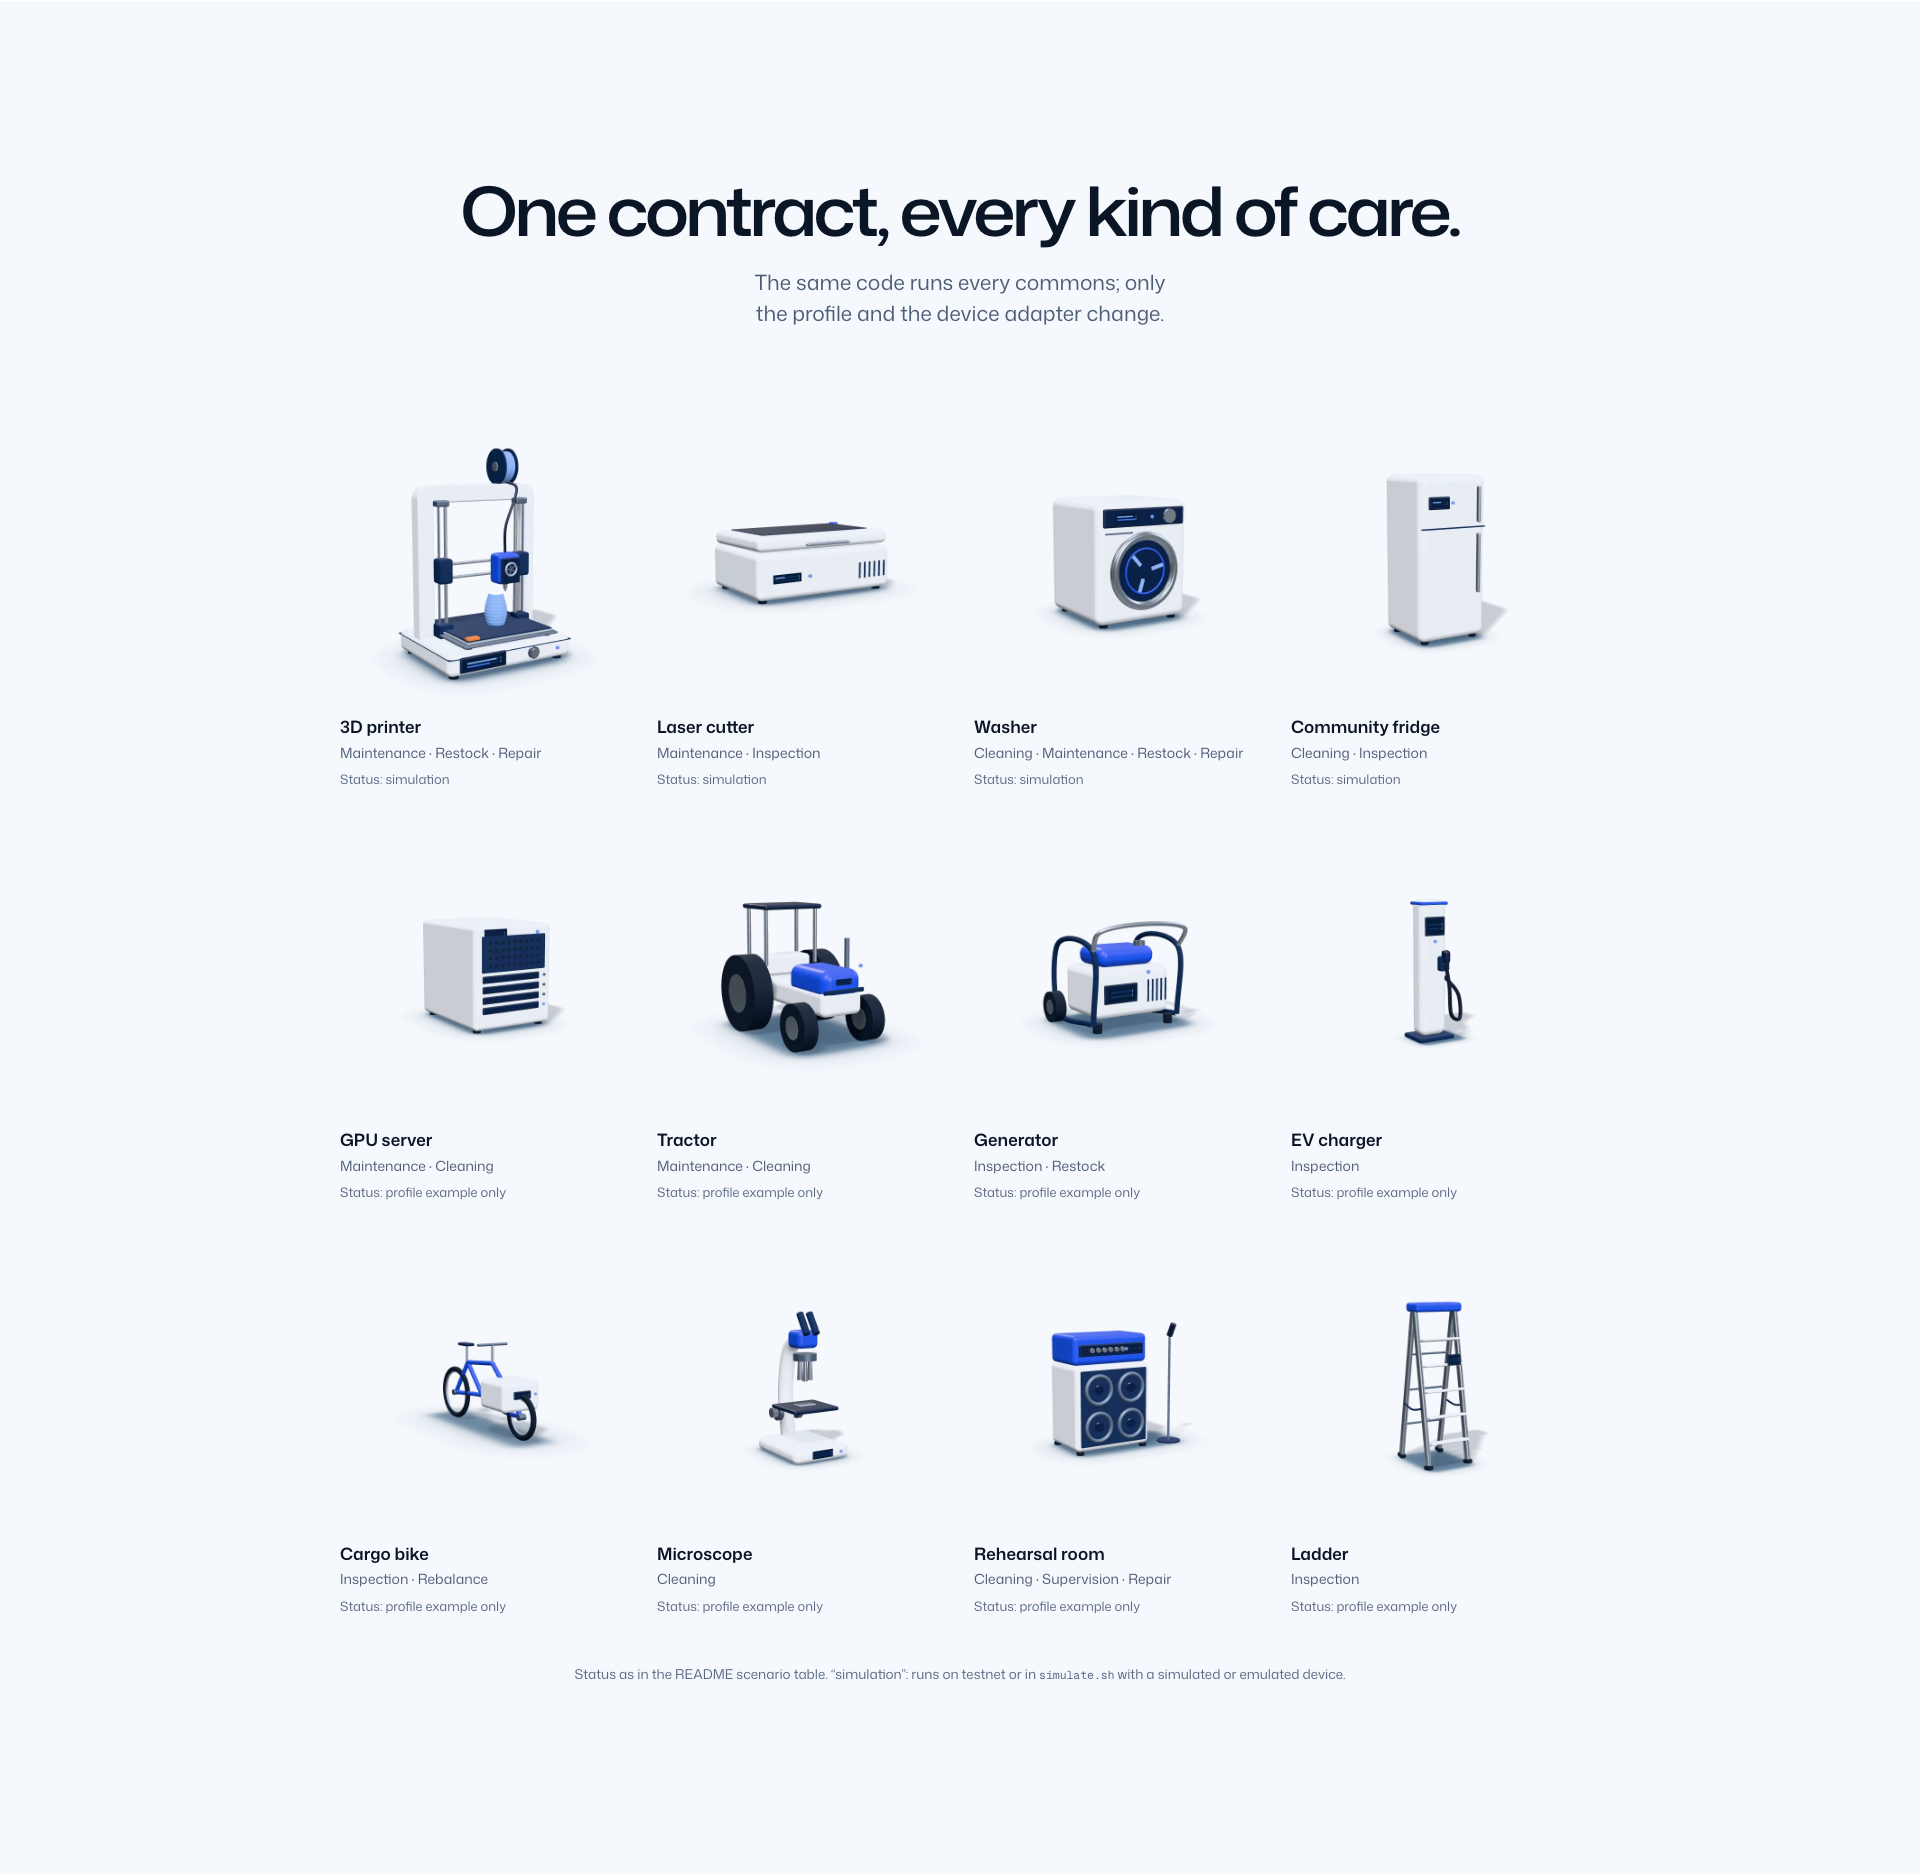 One contract, every kind of care.
The same code runs every commons; only
the profile and the device adapter change.
3D printer
Maintenance · Restock · Repair
Status: simulation
Laser cutter
Maintenance · Inspection
Status: simulation
Washer
Cleaning · Maintenance · Restock · Repair
Status: simulation
Community fridge
Cleaning · Inspection
Status: simulation
GPU server
Maintenance · Cleaning
Status: profile example only
Tractor
Maintenance · Cleaning
Status: profile example only
Generator
Inspection · Restock
Status: profile example only
EV charger
Inspection
Status: profile example only
Cargo bike
Inspection · Rebalance
Status: profile example only
Microscope
Cleaning
Status: profile example only
Rehearsal room
Cleaning · Supervision · Repair
Status: profile example only
Ladder
Inspection
Status: profile example only
Status as in the README scenario table. “simulation”: runs on testnet or in simulate.sh with a simulated or emulated device.